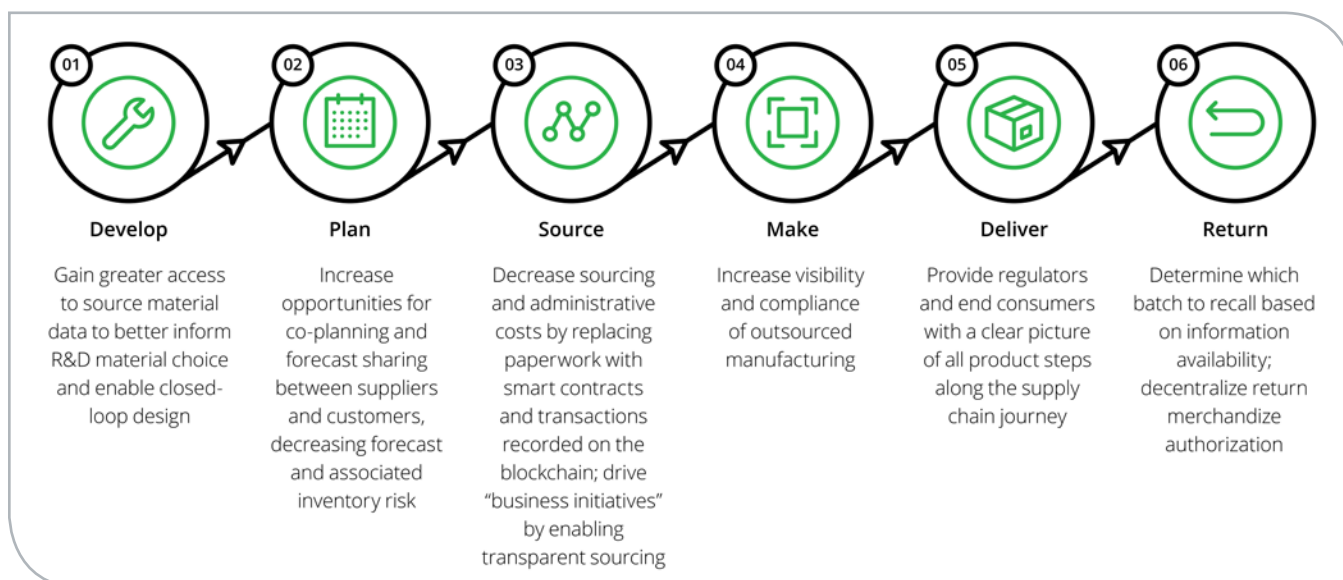 01
Develop
Gain greater access
to source material
data to better inform
R&D material choice
and enable closed-
loop design
02
Plan
Increase
opportunities for
co-planning and
forecast sharing
between suppliers
and customers,
decreasing forecast
and associated
inventory risk
03
Source
Decrease sourcing
and administrative
costs by replacing
paperwork with
smart contracts
and transactions
recorded on the
blockchain; drive
“business initiatives”
by enabling
transparent sourcing
04
Make
Increase visibility
and compliance
of outsourced
manufacturing
05
Deliver
Provide regulators
and end consumers
with a clear picture
of all product steps
along the supply
chain journey
06
Return
Determine which
batch to recall based
on information
availability;
decentralize return
merchandize
authorization